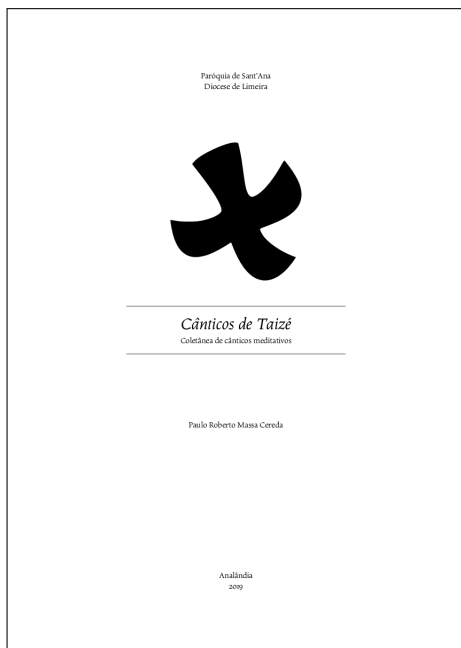 Paróquia de Sant'Ana
Diocese de Limeira
Cânticos de Taizé
Coletânea de cânticos meditativos
Paulo Roberto Massa Cereda
Analândia
2019